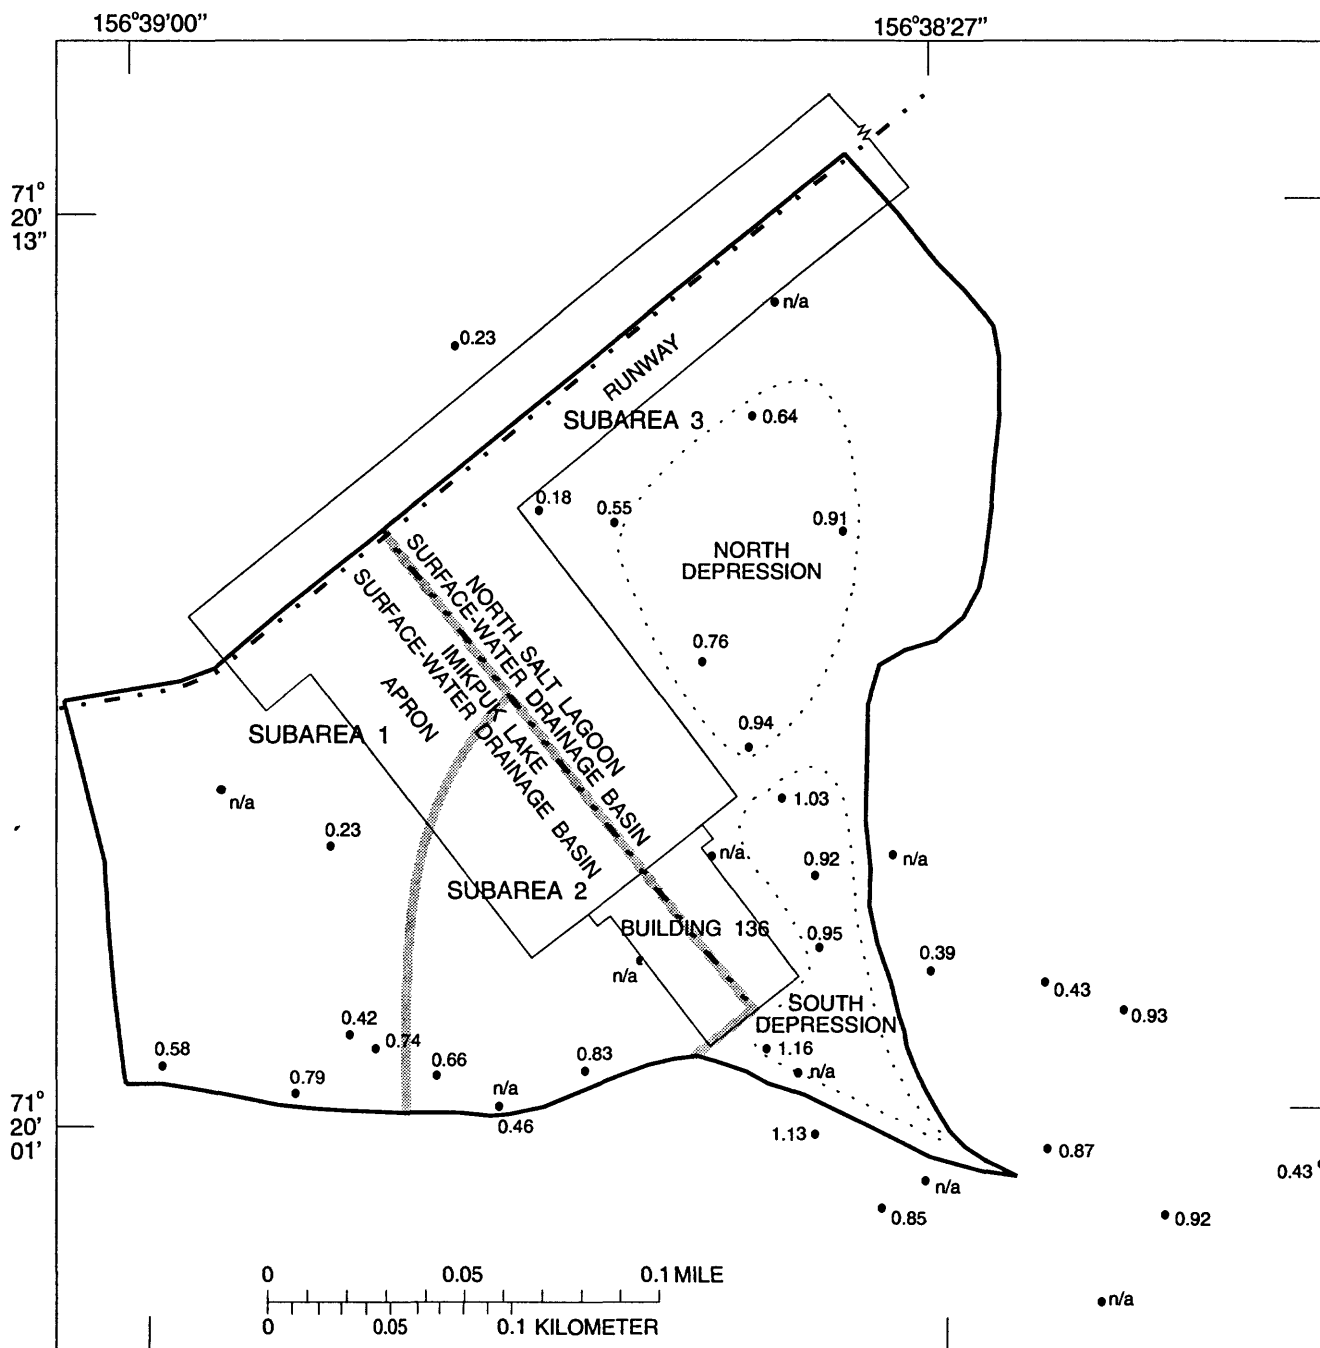 156°39'00"
156°38'27"
71°
20'
13"
n/a
0.23
RUNWAY
SUBAREA 3
0.64
0.18
0.55
0.91
NORTH
DEPRESSION
NORTH SALT LAGOON
SURFACE-WATER DRAINAGE BASIN
IMIKPUK LAKE
SURFACE-WATER DRAINAGE BASIN
APRON
0.76
0.94
SUBAREA 1
n/a
1.03
0.23
n/a
n/a
0.92
SUBAREA 2
BUILDING 136
0.95
0.39
n/a
0.43
0.93
SOUTH
DEPRESSION
0.42
0.74
0.58
0.66
0.83
1.16
n/a
0.79
n/a
0.46
71°
20'
01'
1.13
0.87
0.43
n/a
0.85
0.92
0 0.05 0.1 MILE
0 0.05 0.1 KILOMETER
n/a